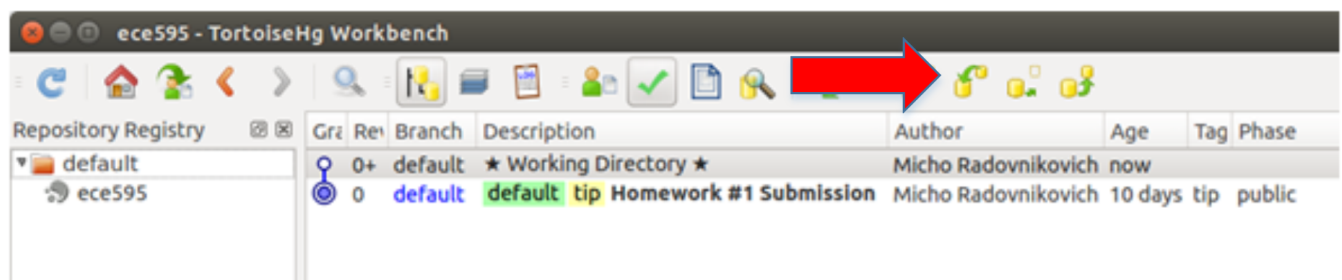 ece595 - TortoiseHg Workbench
Repository Registry
Gra Rev Branch Description Author Age Tag Phase
default
0+ default ★ Working Directory ★ Micho Radovnikovich now
ece595
0 default default tip Homework #1 Submission Micho Radovnikovich 10 days tip public